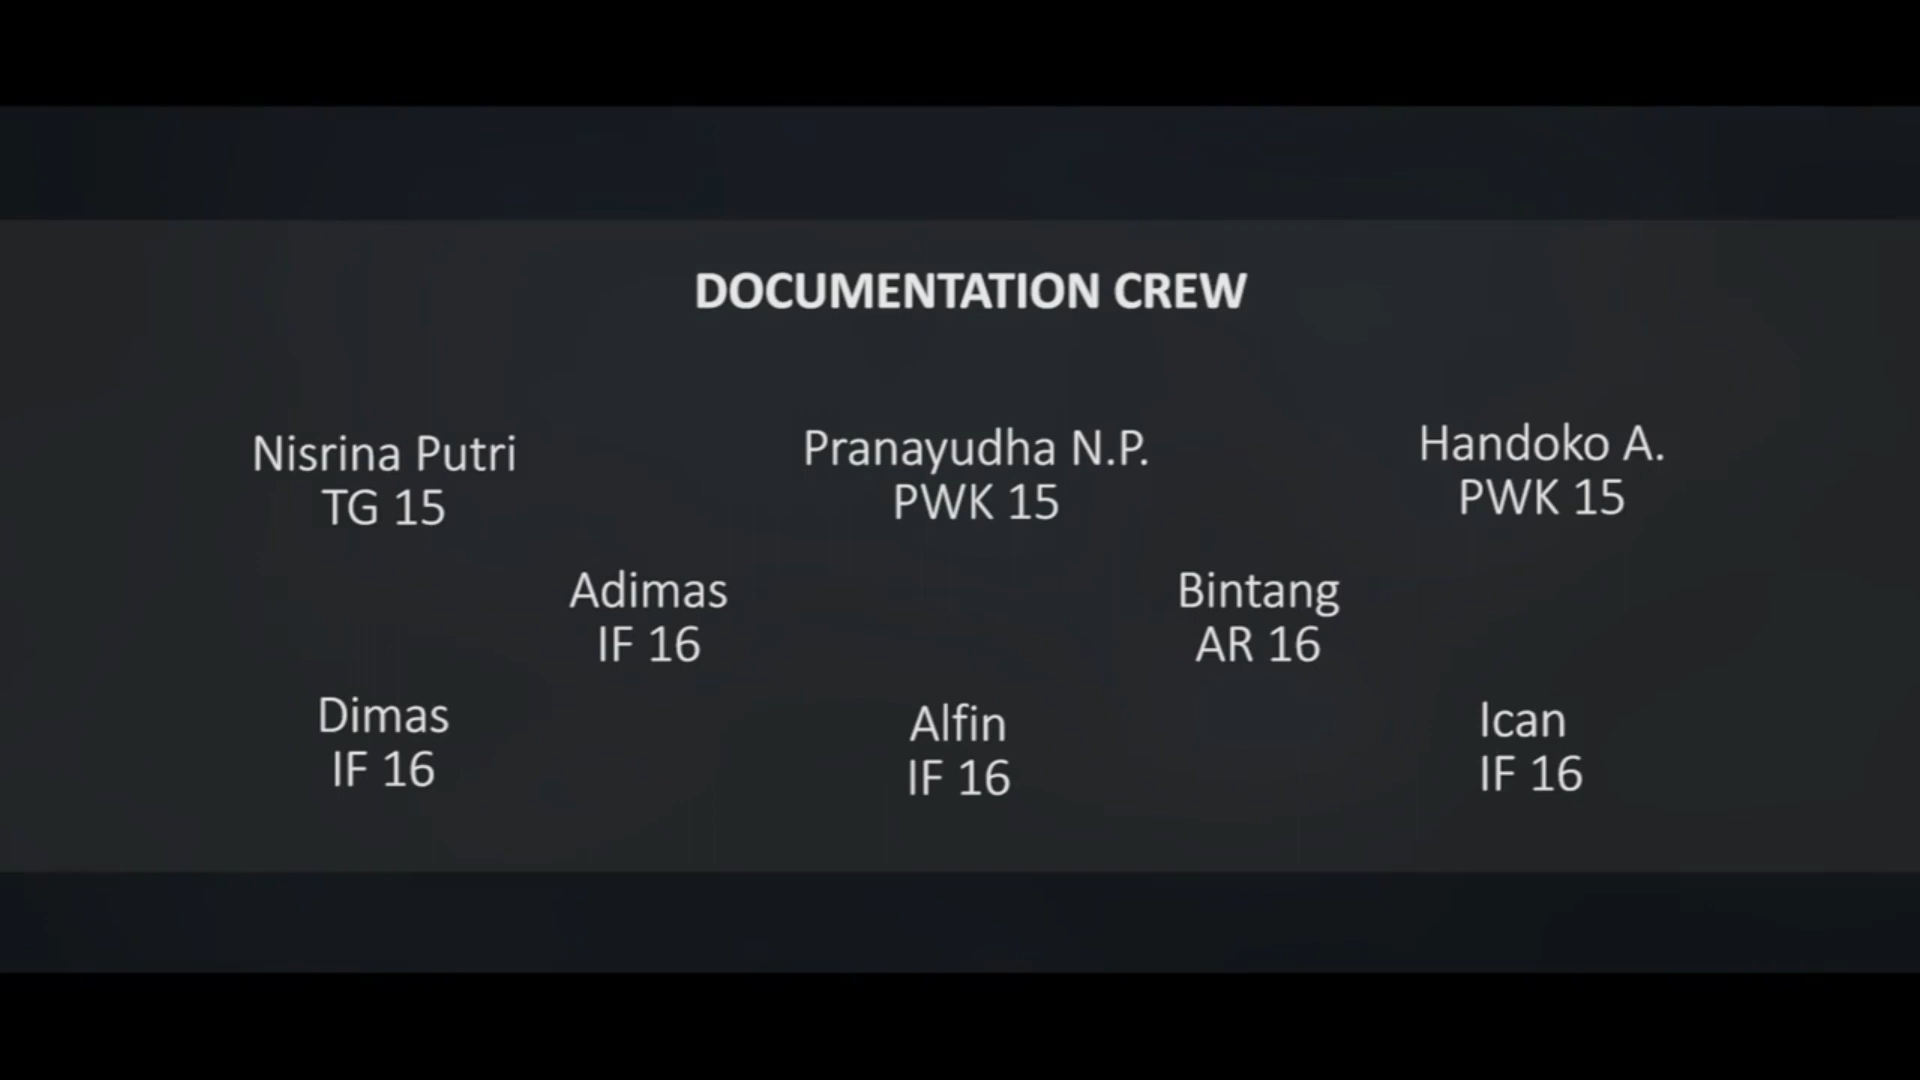 DOCUMENTATION CREW
Nisrina Putri
TG 15
Pranayudha N.P.
PWK 15
Handoko A.
PWK 15
Adimas
IF 16
Bintang
AR 16
Dimas
IF 16
Alfin
IF 16
Ican
IF 16